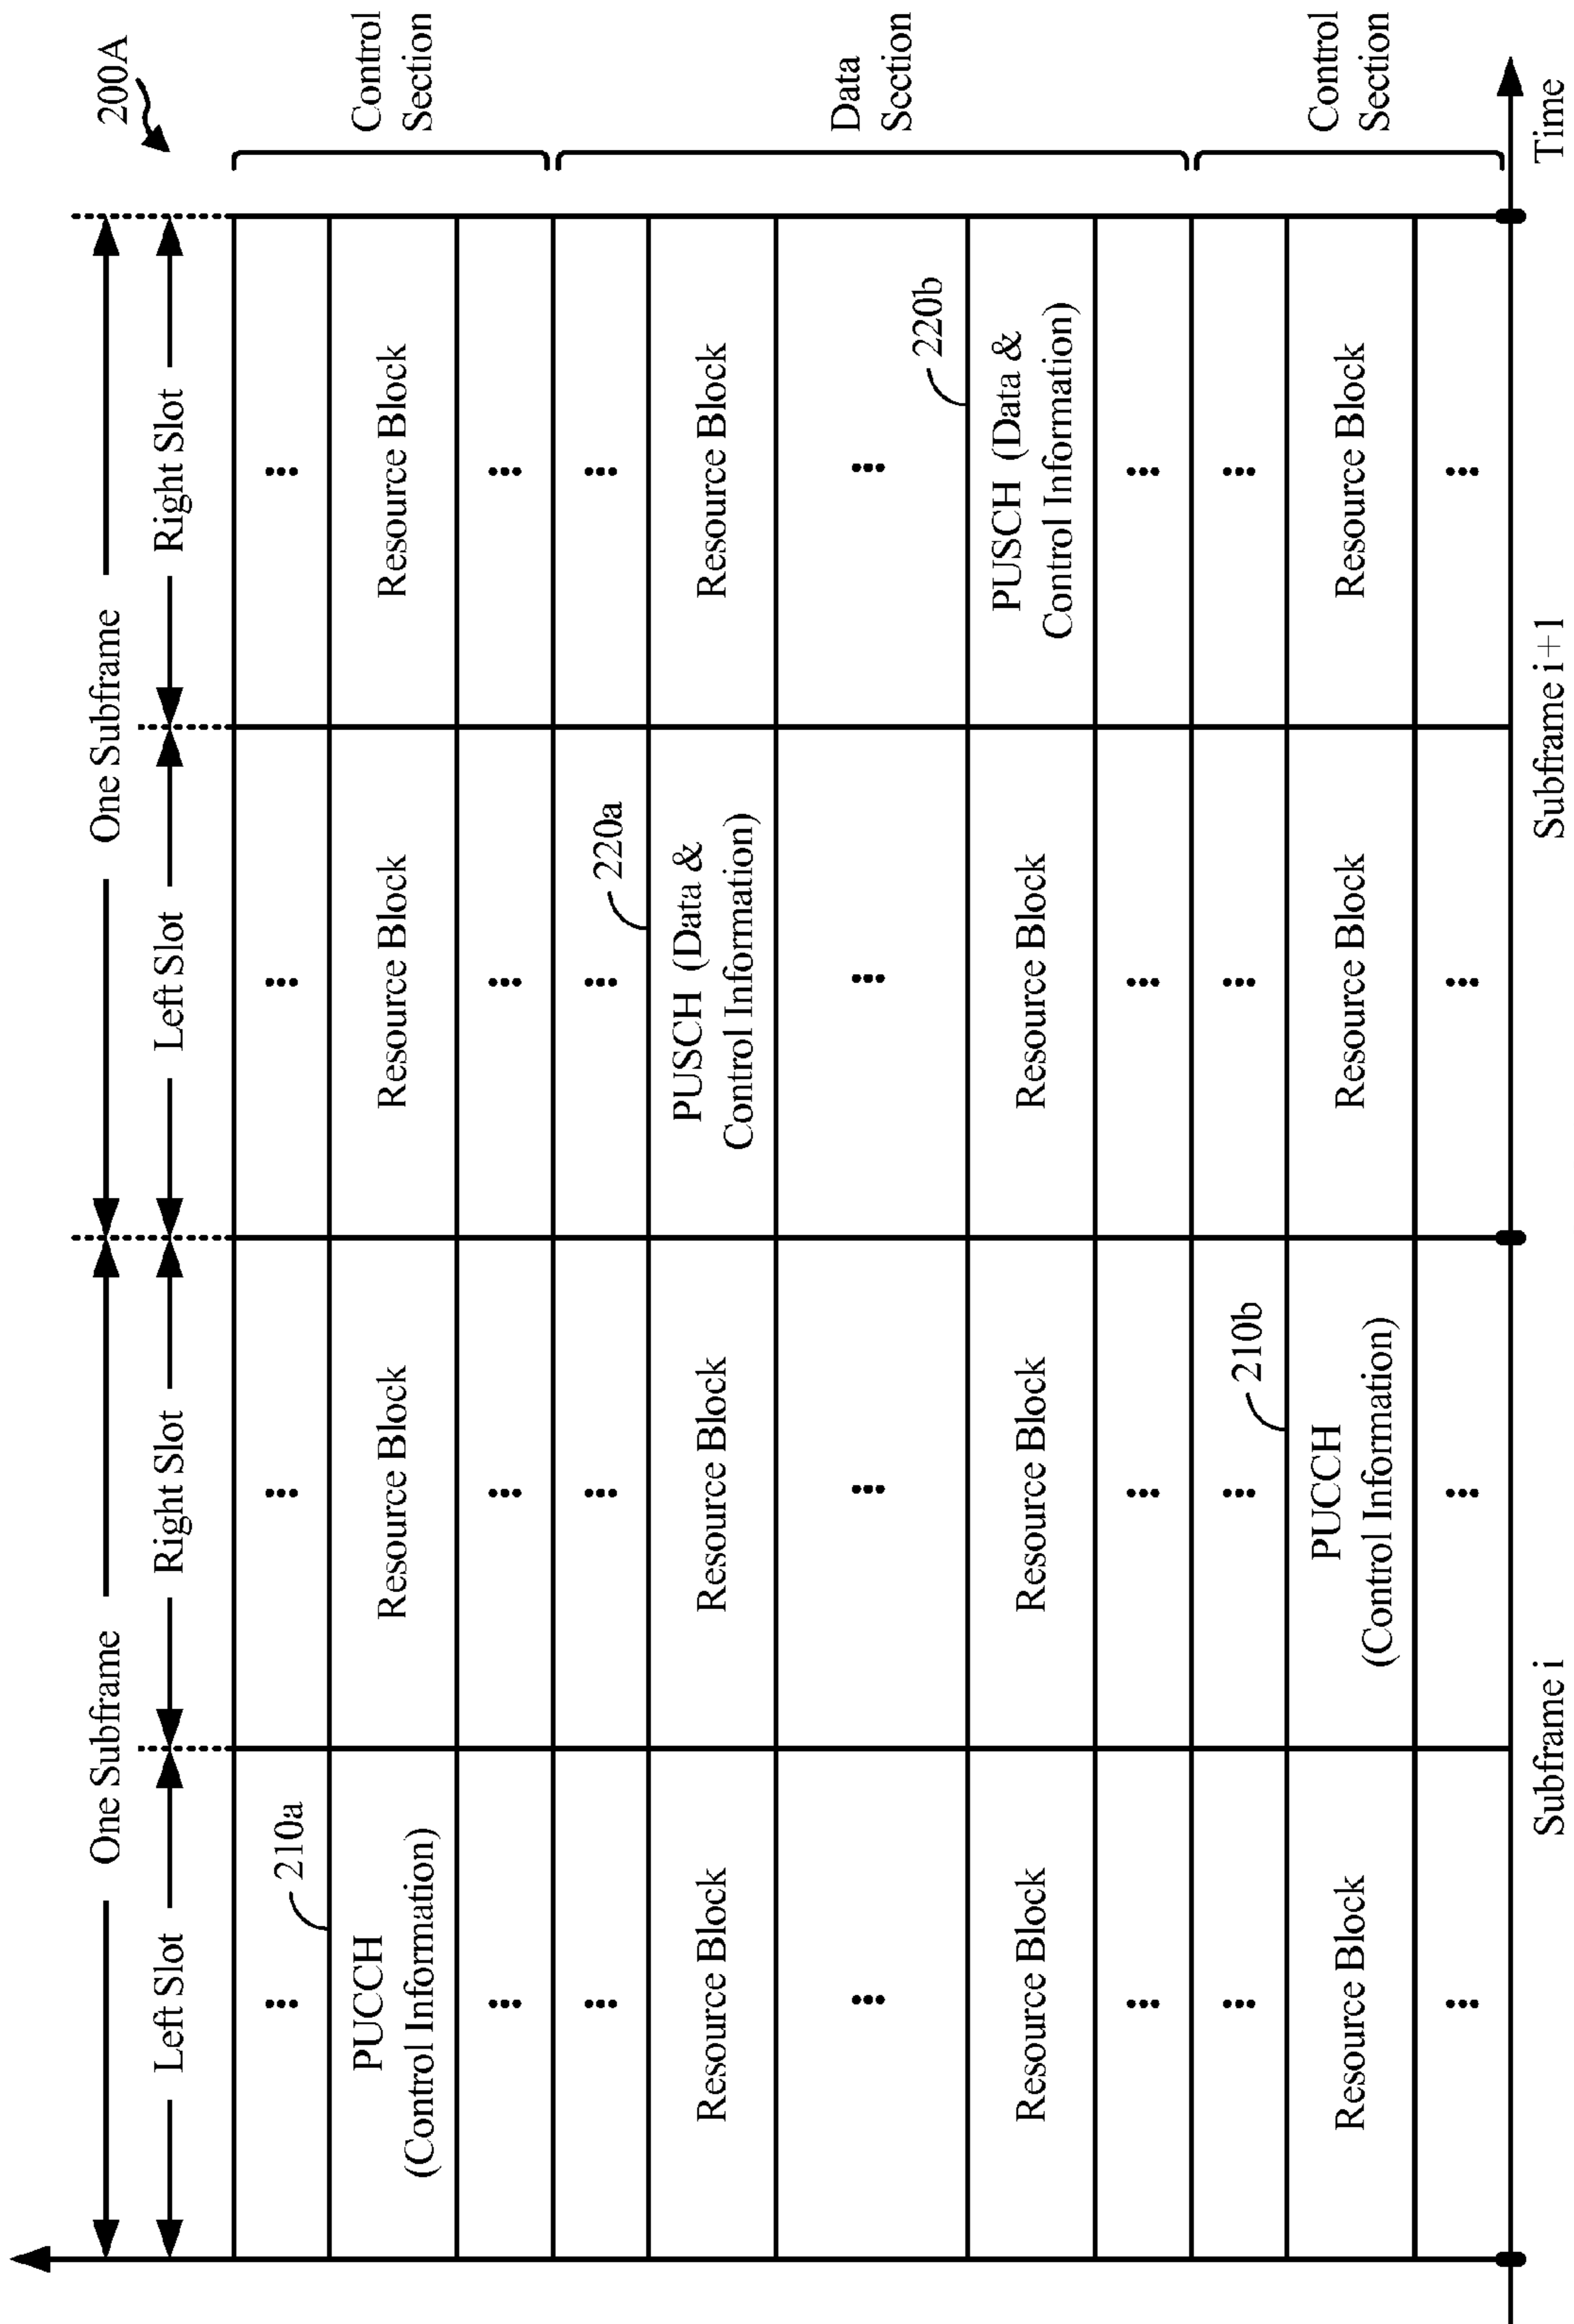 200A
One Subframe
One Subframe
Left Slot
Right Slot
Left Slot
Right Slot
210a
PUCCH
(Control Information)
Resource Block
Resource Block
Resource Block
Control
Section
220a
Resource Block
Resource Block
PUSCH (Data &
Control Information)
Resource Block
Data
Section
220b
Resource Block
Resource Block
Resource Block
PUSCH (Data &
Control Information)
210b
Resource Block
PUCCH
(Control Information)
Resource Block
Resource Block
Control
Section
Subframe i
Subframe i+1
Time